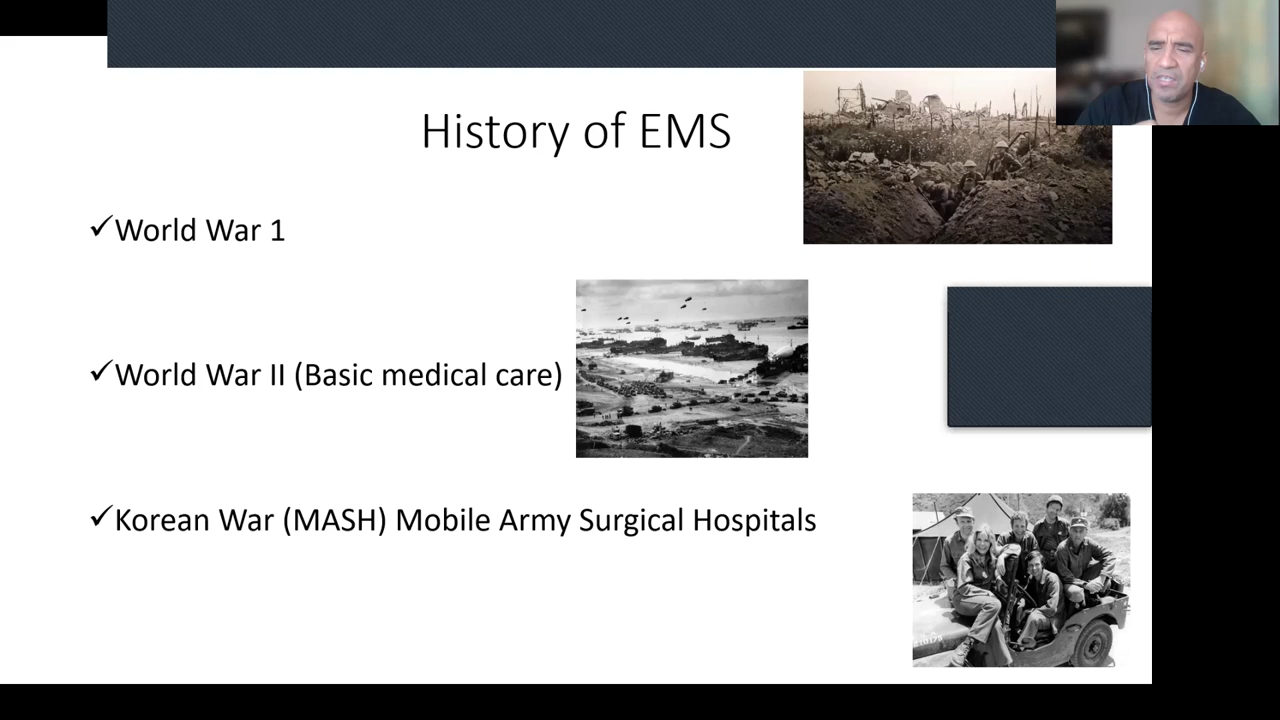 History of EMS
✓World War 1
✓World War II (Basic medical care)
✓Korean War (MASH) Mobile Army Surgical Hospitals